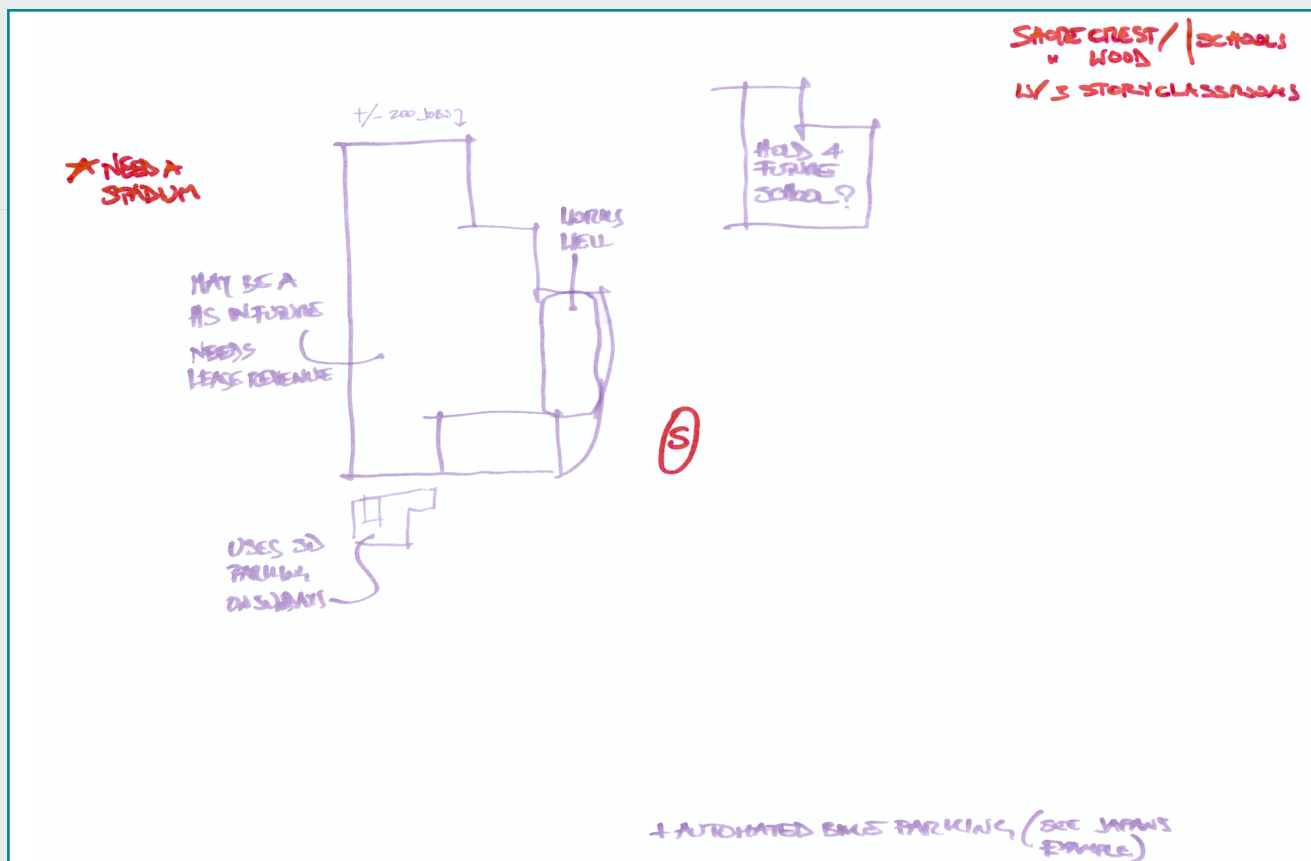 SHORECREST / SCHOOLS
" WOOD
W/ 3 STORY CLASSROOMS
+/- 200 JOBS
* NEED A
STADIUM
HOLD 4
FUTURE
SCHOOL?
WORKS
WELL
MAY BE A
HS IN FUTURE
NEEDS
LEASE REVENUE
S
USES SD
PARKING
ON SUNDAYS
+ AUTOMATED BIKE PARKING (SEE JAPAN'S
EXAMPLE)